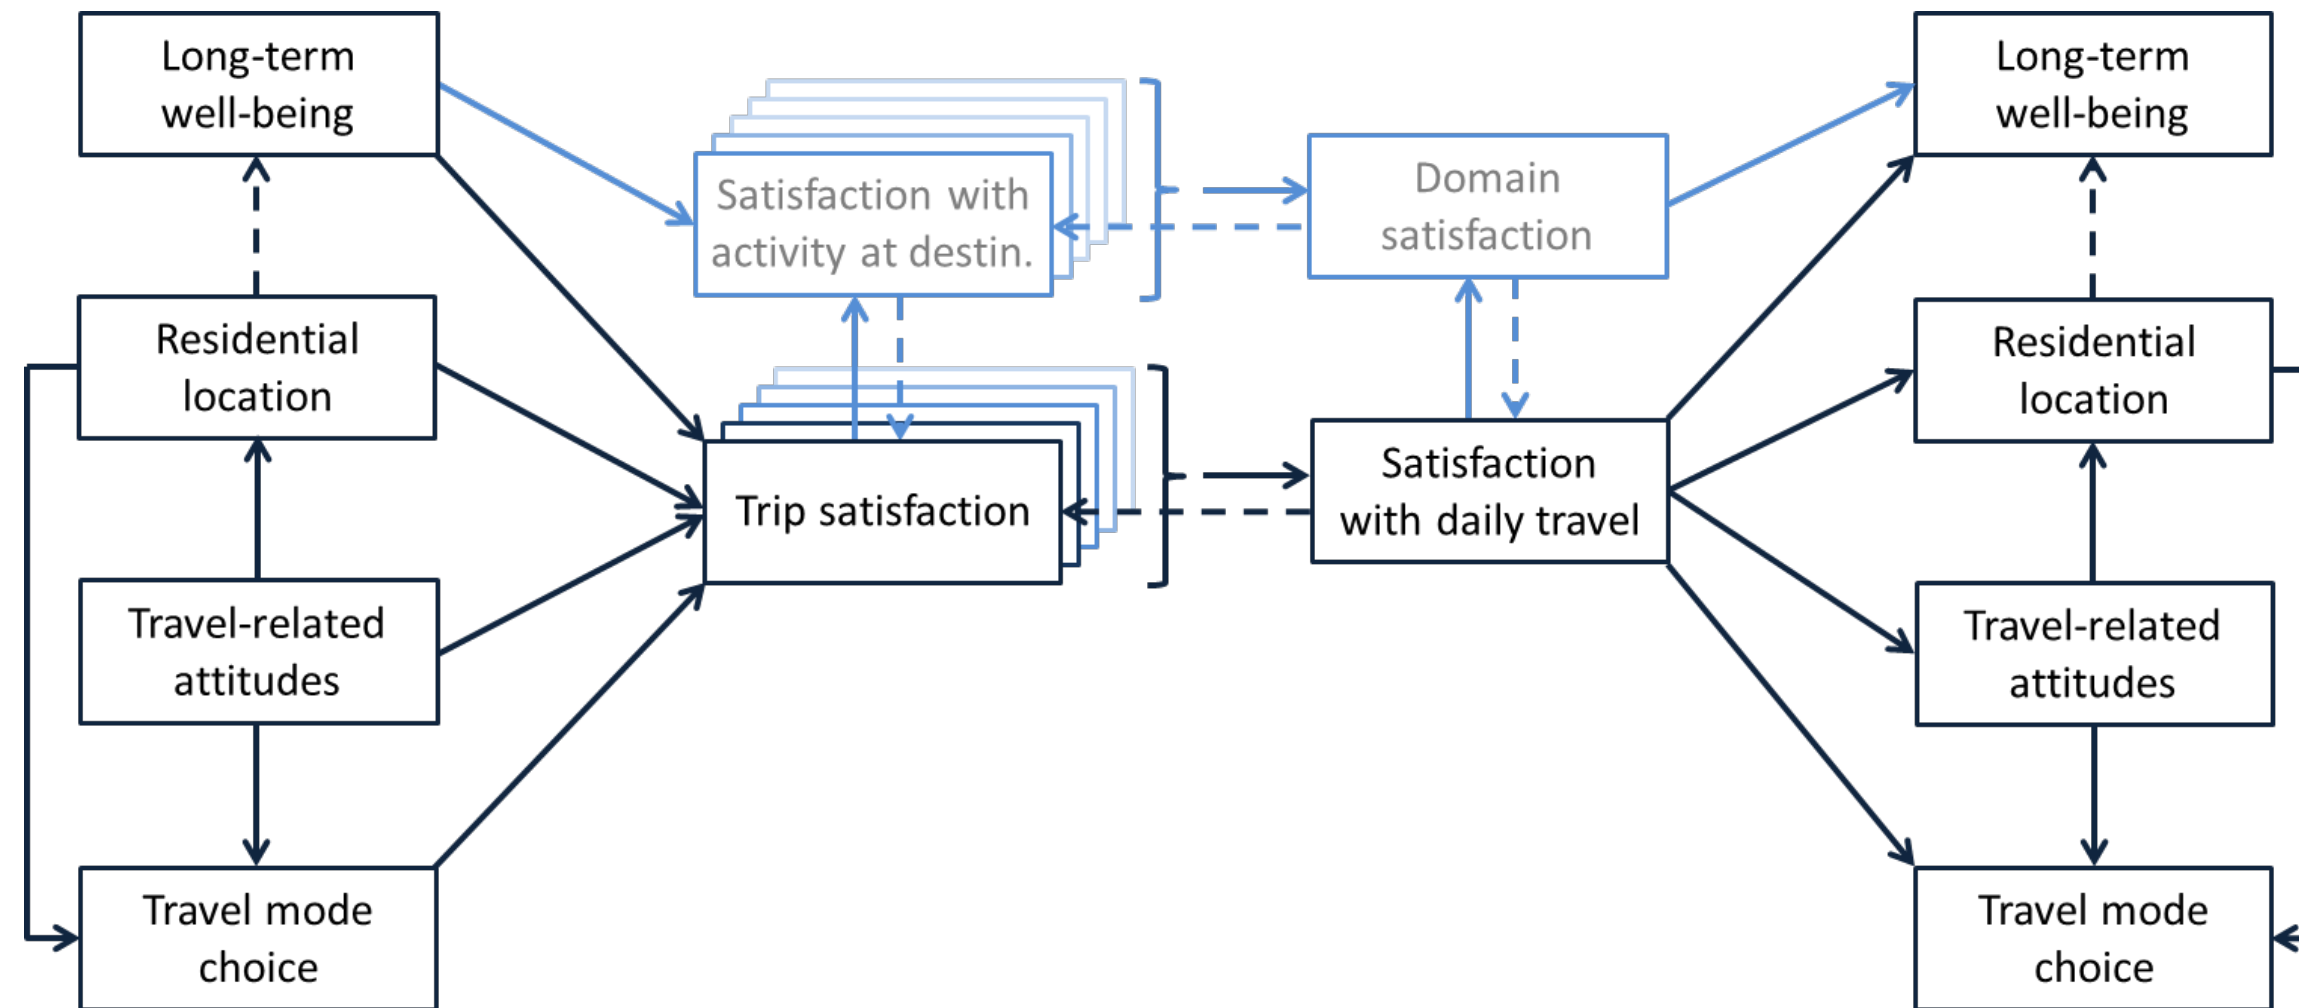 Long-term
well-being
Residential
location
Travel-related
attitudes
Travel mode
choice
Satisfaction with
activity at destin.
Trip satisfaction
Domain
satisfaction
Satisfaction
with daily travel
Long-term
well-being
Residential
location
Travel-related
attitudes
Travel mode
choice